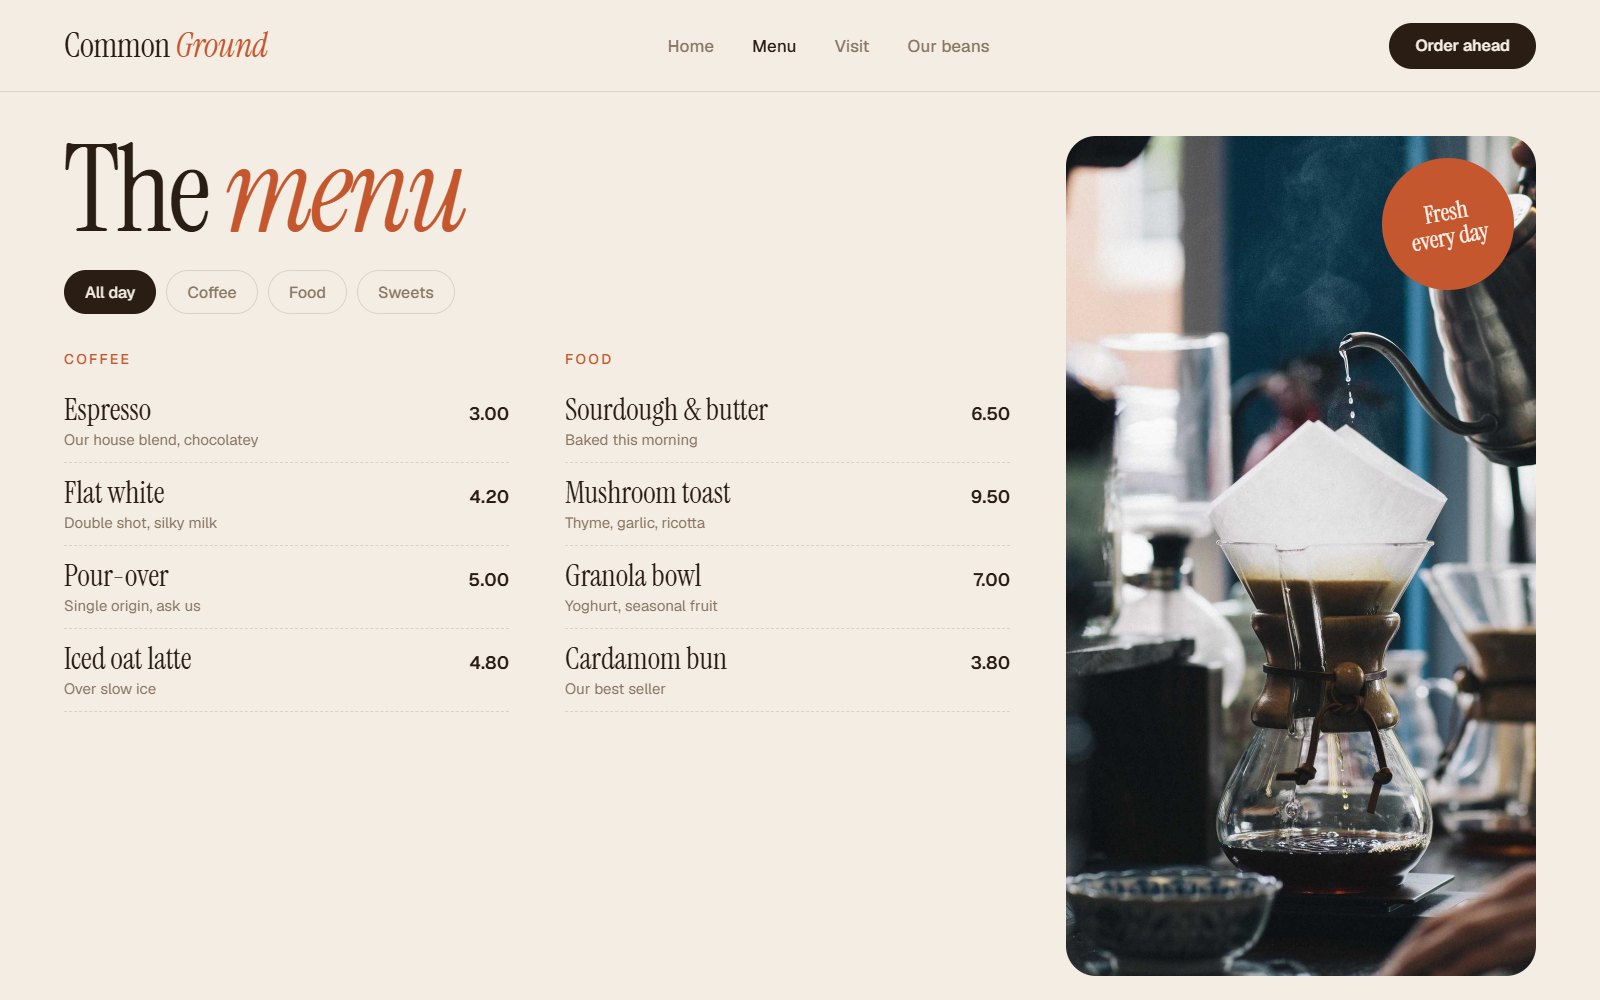 Common Ground
Home
Menu
Visit
Our beans
Order ahead
The menu
All day
Coffee
Food
Sweets
COFFEE
Espresso
3.00
Our house blend, chocolatey
Flat white
4.20
Double shot, silky milk
Pour-over
5.00
Single origin, ask us
Iced oat latte
4.80
Over slow ice
FOOD
Sourdough & butter
6.50
Baked this morning
Mushroom toast
9.50
Thyme, garlic, ricotta
Granola bowl
7.00
Yoghurt, seasonal fruit
Cardamom bun
3.80
Our best seller
Fresh
every day